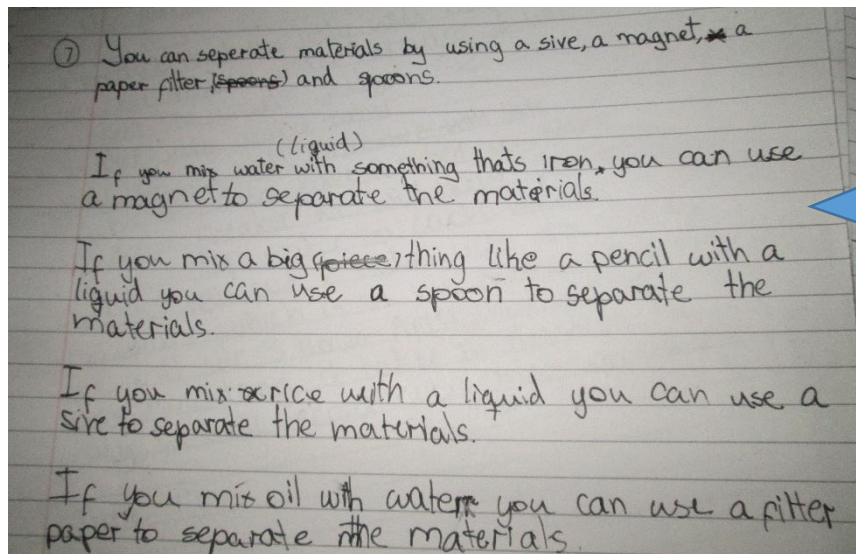 ⑦ You can seperate materials by using a sive, a magnet, a
paper filter, (spoons) and spooons.
(liquid)
If you mix water with something thats iron, you can use
a magnet to separate the materials.
If you mix a big (peiece) thing like a pencil with a
liquid you can use a spoon to separate the
materials.
If you mix rice with a liquid you can use a
sive to separate the materials.
If you mix oil with water you can use a filter
paper to separate the materials.